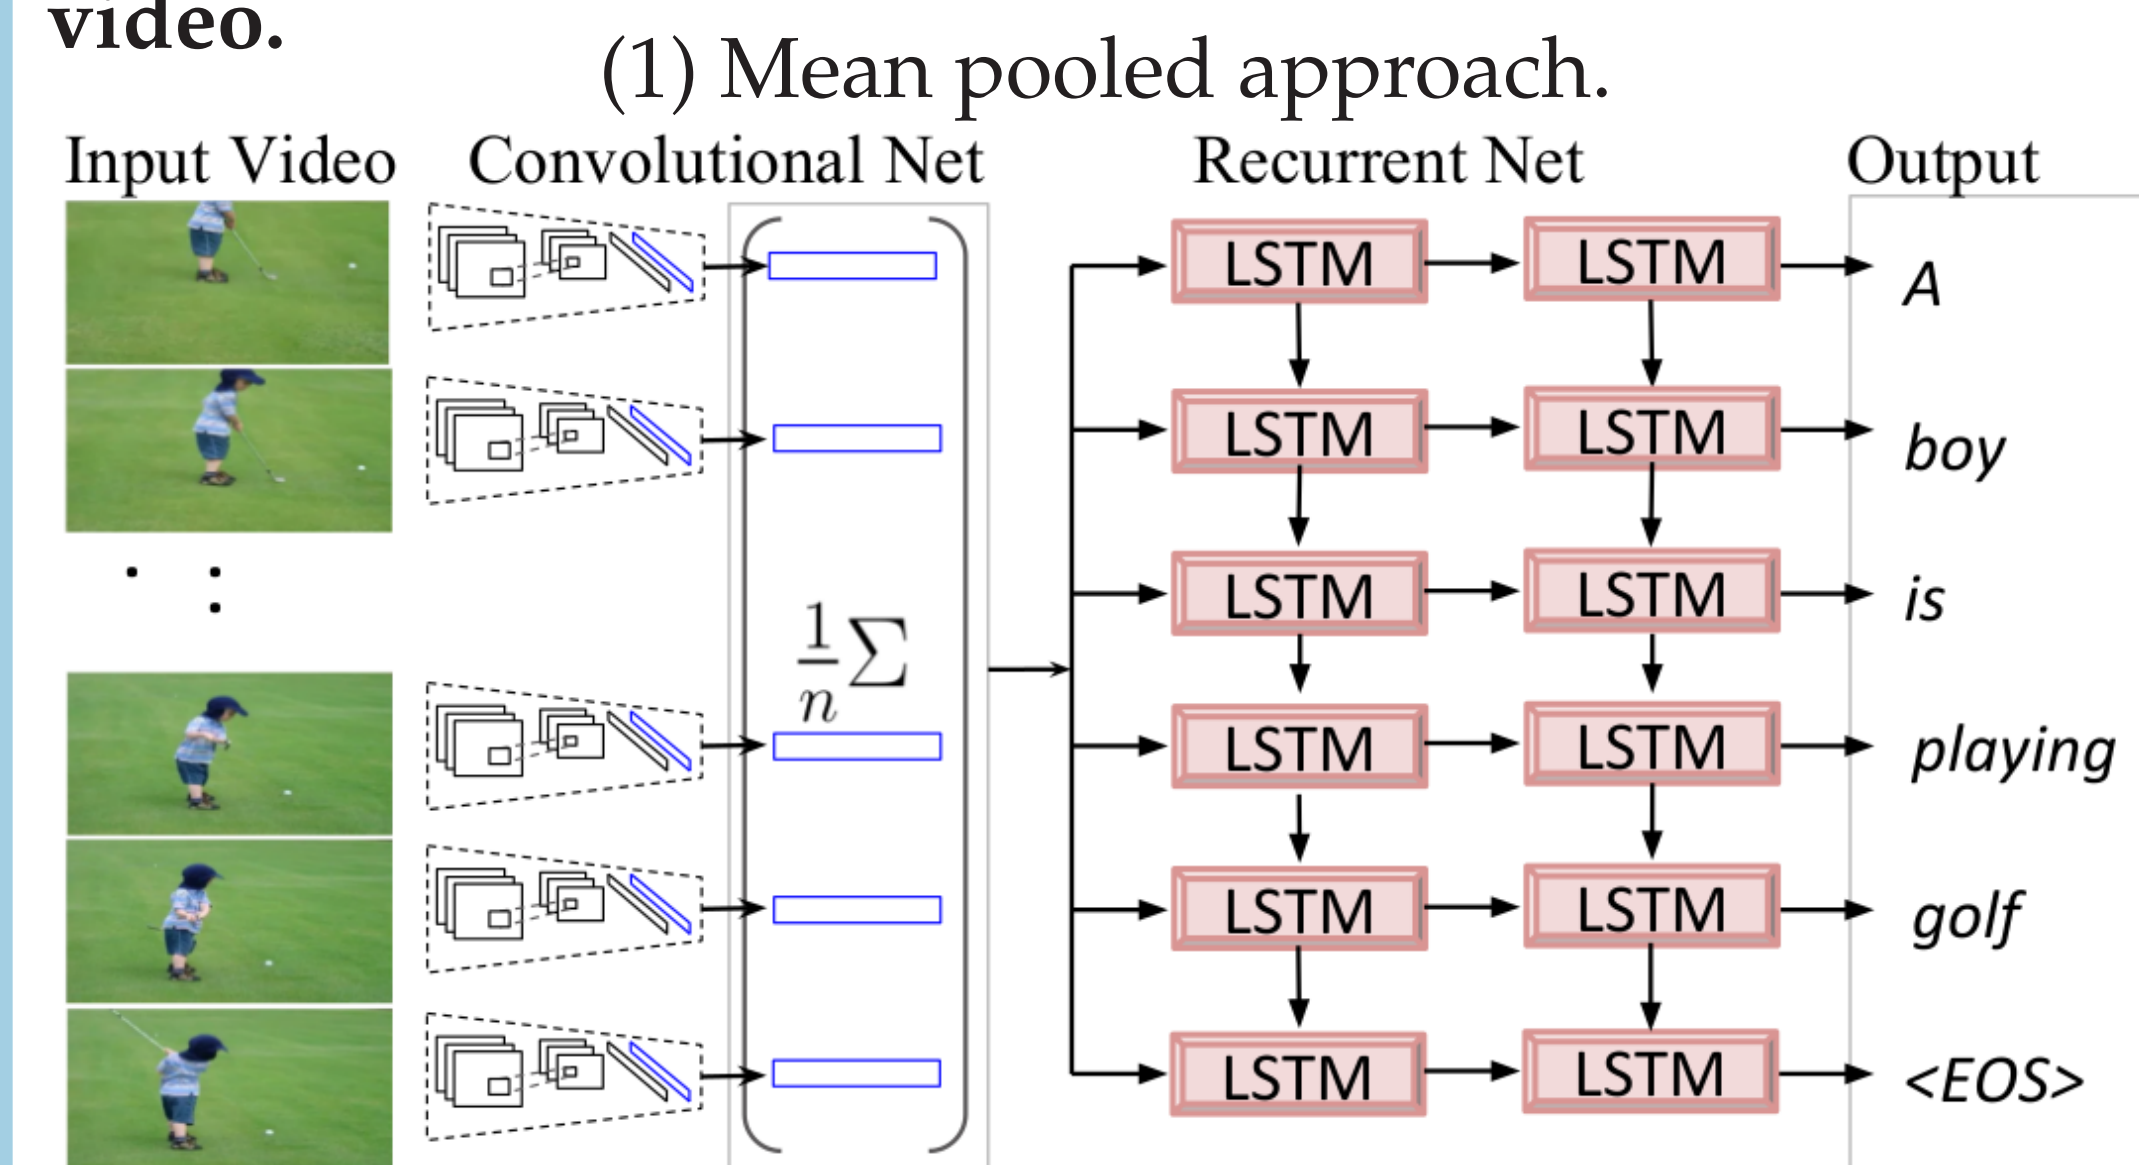 video.
(1) Mean pooled approach.
Input Video Convolutional Net Recurrent Net Output
LSTM LSTM A
LSTM LSTM boy
LSTM LSTM is
1/n ∑
LSTM LSTM playing
LSTM LSTM golf
LSTM LSTM <EOS>